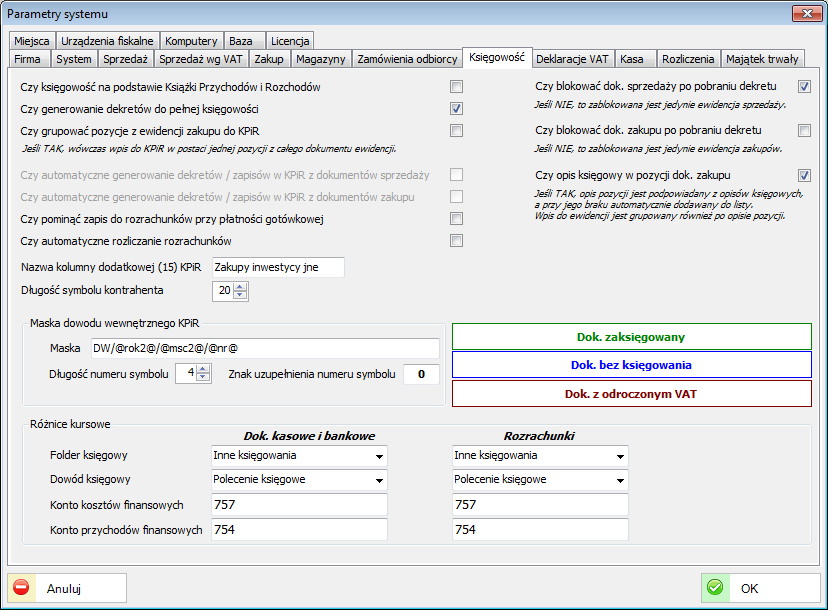 Parametry systemu
Miejsca Urządzenia fiskalne Komputery Baza Licencja
Firma System Sprzedaż Sprzedaż wg VAT Zakup Magazyny Zamówienia odbiorcy Księgowość Deklaracje VAT Kasa Rozliczenia Majątek trwały
Czy księgowość na podstawie Książki Przychodów i Rozchodów
Czy generowanie dekretów do pełnej księgowości
Czy grupować pozycje z ewidencji zakupu do KPiR
Jeśli TAK, wówczas wpis do KPiR w postaci jednej pozycji z całego dokumentu ewidencji.
Czy automatyczne generowanie dekretów / zapisów w KPiR z dokumentów sprzedaży
Czy automatyczne generowanie dekretów / zapisów w KPiR z dokumentów zakupu
Czy pominąć zapis do rozrachunków przy płatności gotówkowej
Czy automatyczne rozliczanie rozrachunków
Czy blokować dok. sprzedaży po pobraniu dekretu
Jeśli NIE, to zablokowana jest jedynie ewidencja sprzedaży.
Czy blokować dok. zakupu po pobraniu dekretu
Jeśli NIE, to zablokowana jest jedynie ewidencja zakupów.
Czy opis księgowy w pozycji dok. zakupu
Jeśli TAK, opis pozycji jest podpowiadany z opisów księgowych,
a przy jego braku automatycznie dodawany do listy.
Wpis do ewidencji jest grupowany również po opisie pozycji.
Nazwa kolumny dodatkowej (15) KPiR Zakupy inwestycy jne
Długość symbolu kontrahenta 20
Maska dowodu wewnętrznego KPiR
Maska DW/@rok2@/@msc2@/@nr@
Długość numeru symbolu 4 Znak uzupełnienia numeru symbolu 0
Dok. zaksięgowany
Dok. bez księgowania
Dok. z odroczonym VAT
Różnice kursowe
Dok. kasowe i bankowe Rozrachunki
Folder księgowy Inne księgowania Inne księgowania
Dowód księgowy Polecenie księgowe Polecenie księgowe
Konto kosztów finansowych 757 757
Konto przychodów finansowych 754 754
Anuluj OK